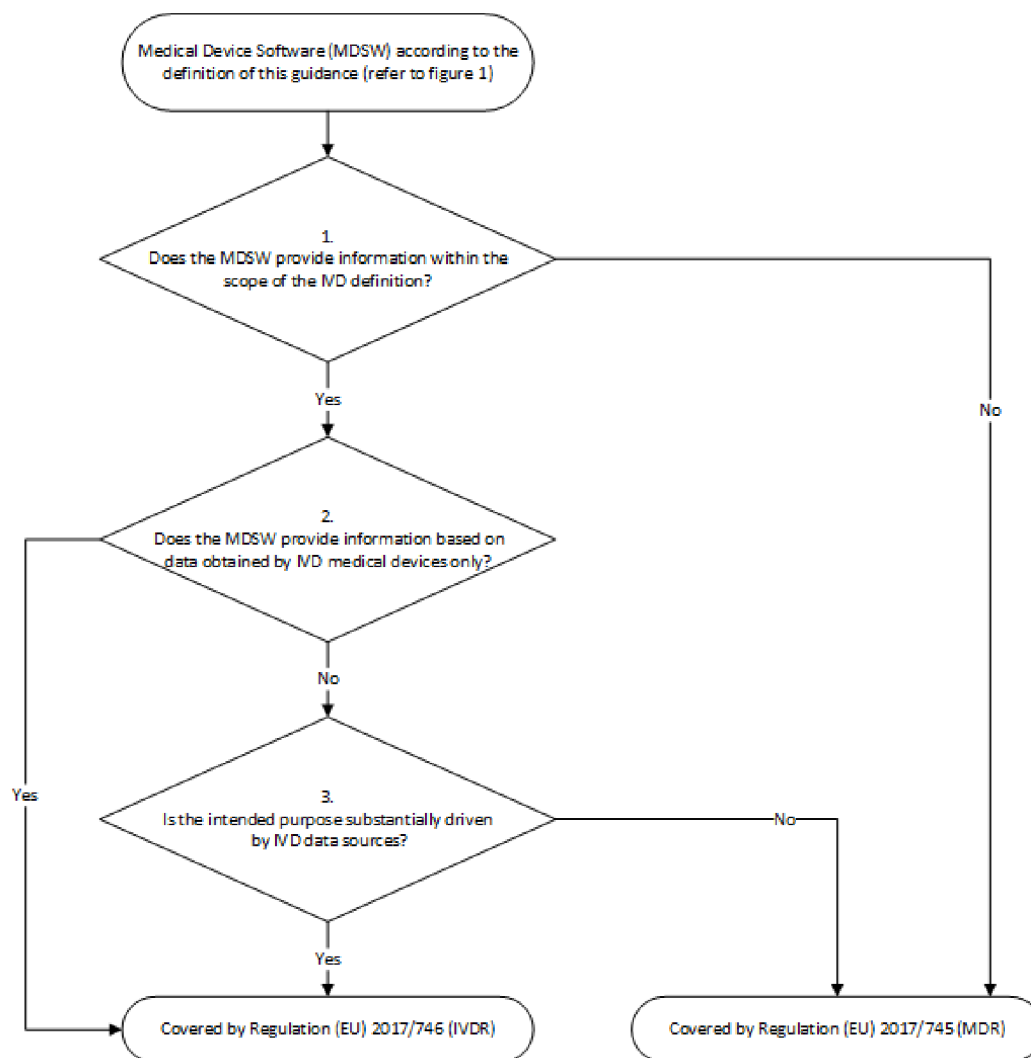 Medical Device Software (MDSW) according to the
definition of this guidance (refer to figure 1)
1.
Does the MDSW provide information within the
scope of the IVD definition?
Yes
No
2.
Does the MDSW provide information based on
data obtained by IVD medical devices only?
No
Yes
3.
Is the intended purpose substantially driven
by IVD data sources?
No
Yes
Covered by Regulation (EU) 2017/746 (IVDR)
Covered by Regulation (EU) 2017/745 (MDR)